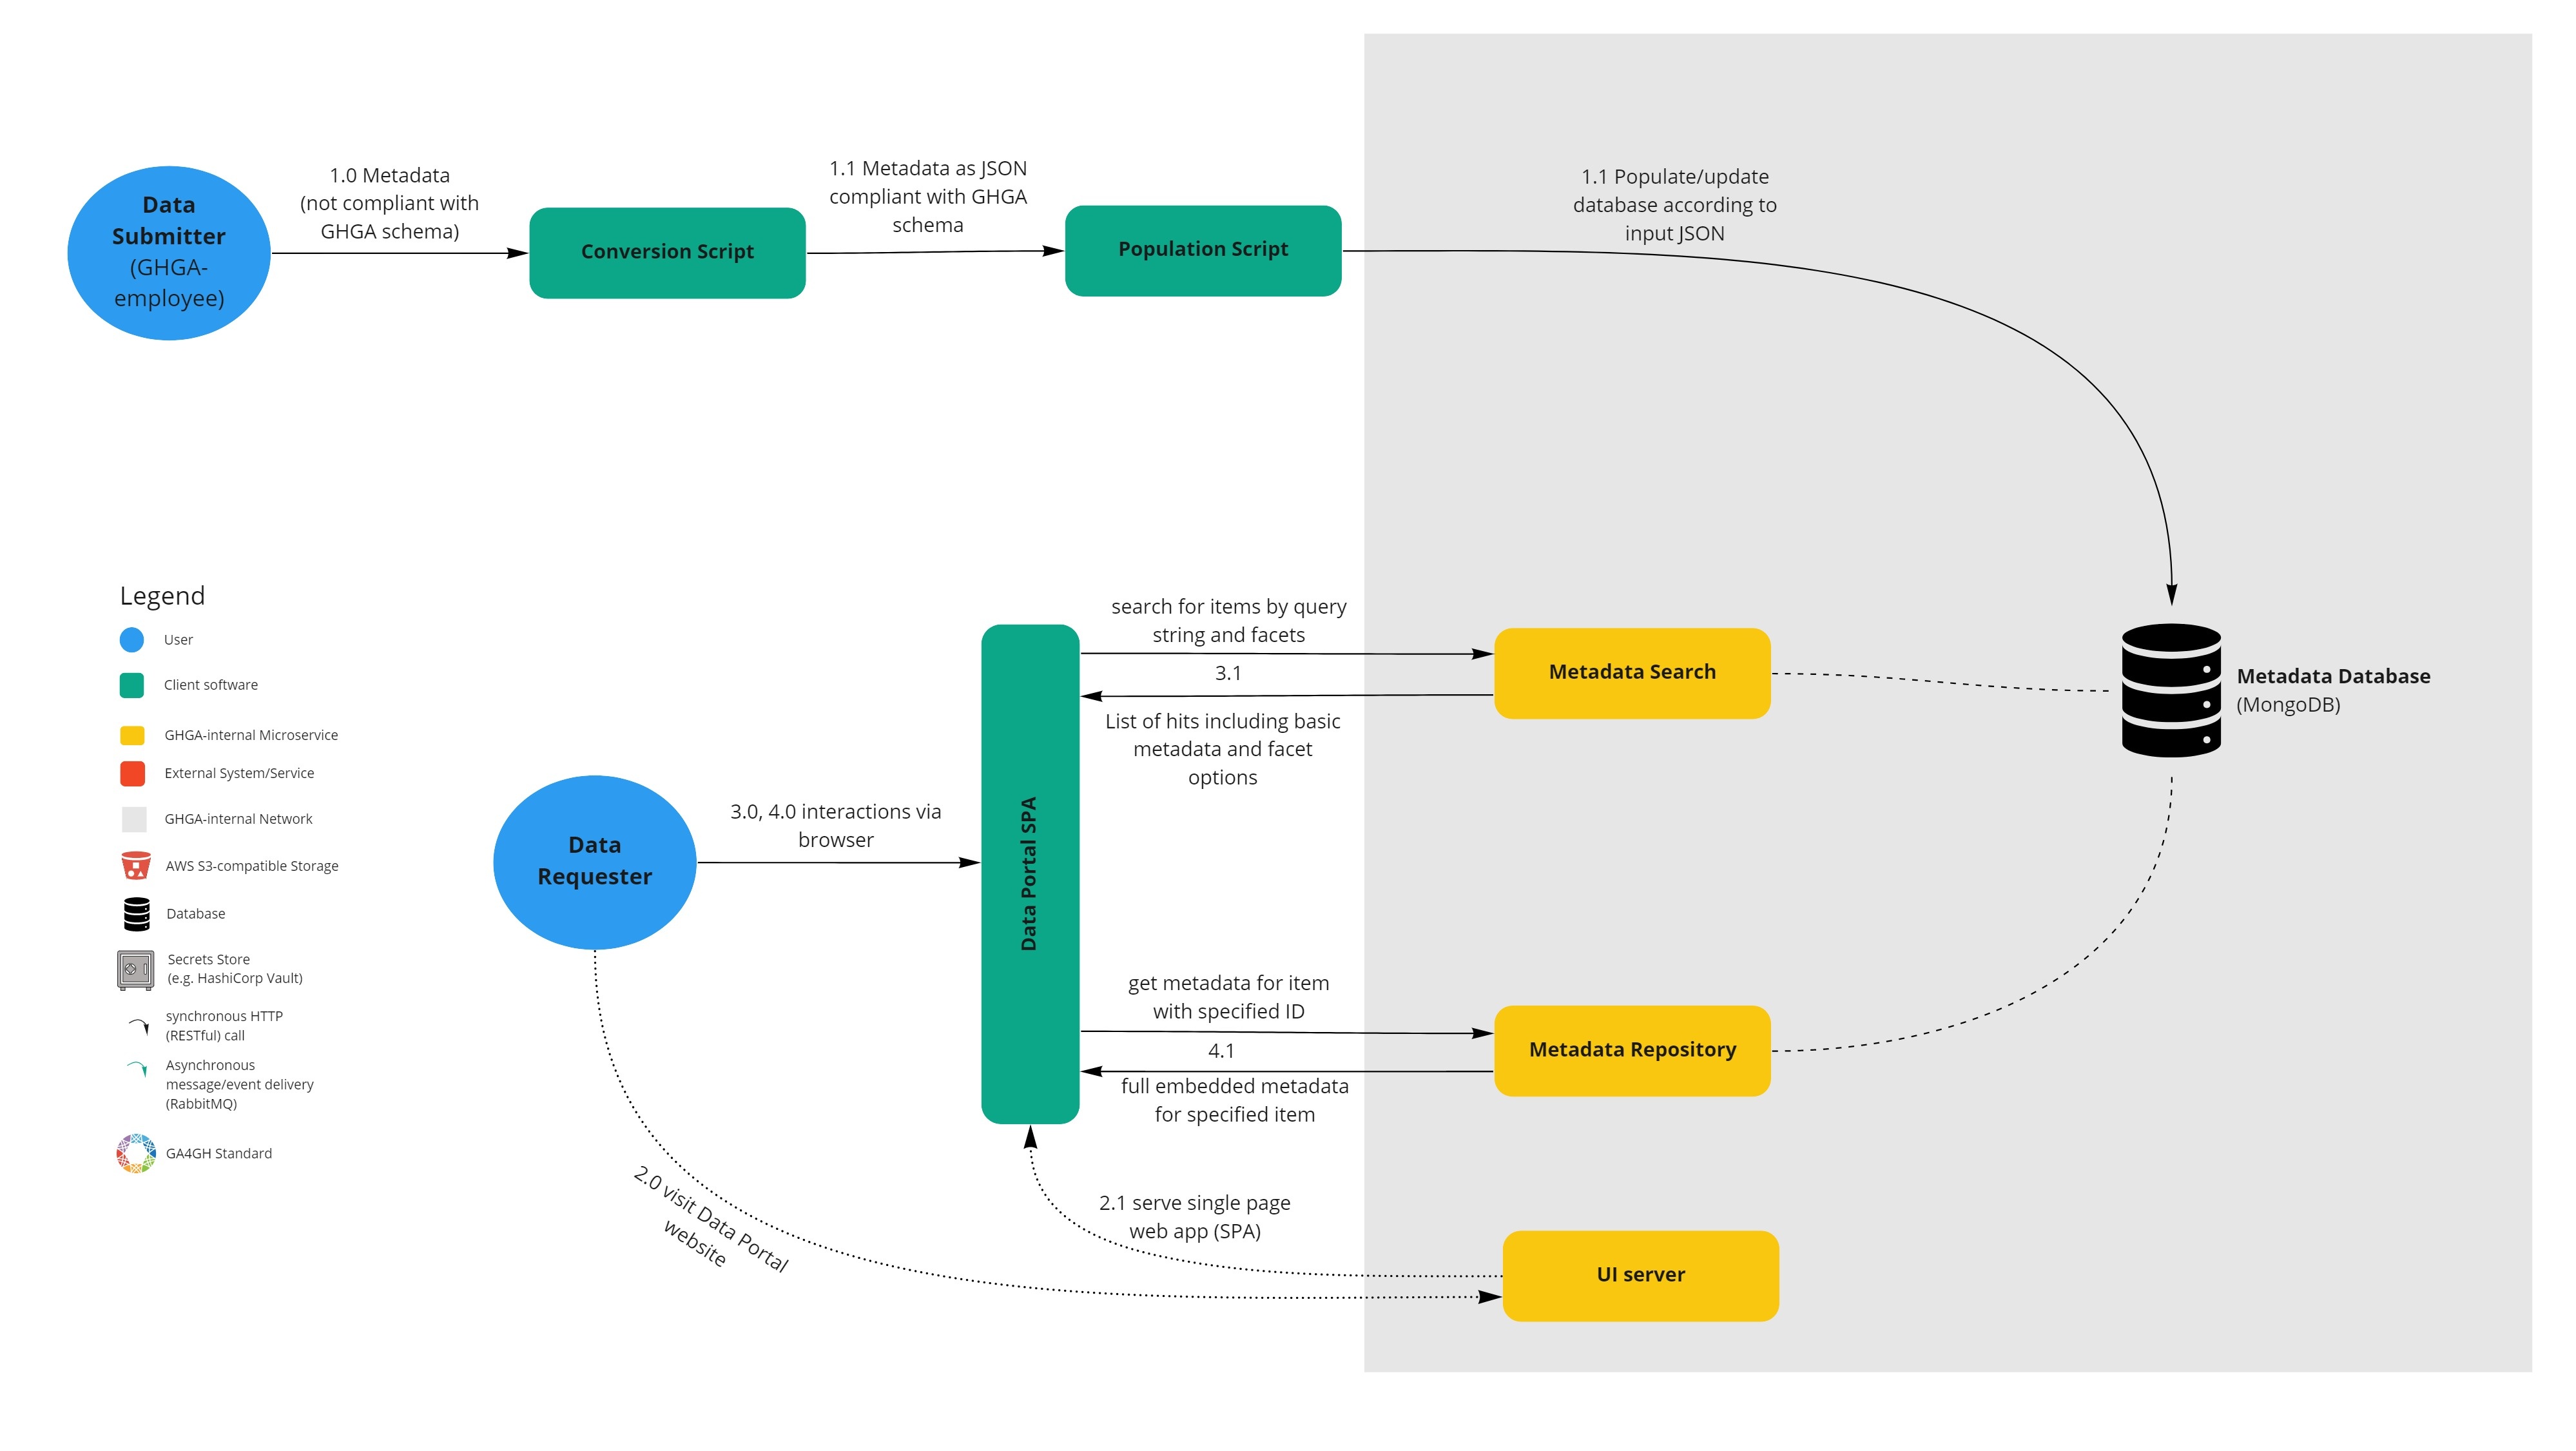 Data
Submitter
(GHGA-
employee)
1.0 Metadata
(not compliant with
GHGA schema)
Conversion Script
1.1 Metadata as JSON
compliant with GHGA
schema
Population Script
1.1 Populate/update
database according to
input JSON
Legend
User
Client software
GHGA-internal Microservice
External System/Service
GHGA-internal Network
AWS S3-compatible Storage
Database
Secrets Store
(e.g. HashiCorp Vault)
synchronous HTTP
(RESTful) call
Asynchronous
message/event delivery
(RabbitMQ)
GA4GH Standard
Data
Requester
3.0, 4.0 interactions via
browser
Data Portal SPA
search for items by query
string and facets
3.1
List of hits including basic
metadata and facet
options
Metadata Search
Metadata Database
(MongoDB)
get metadata for item
with specified ID
4.1
full embedded metadata
for specified item
Metadata Repository
2.0 visit Data Portal
website
2.1 serve single page
web app (SPA)
UI server